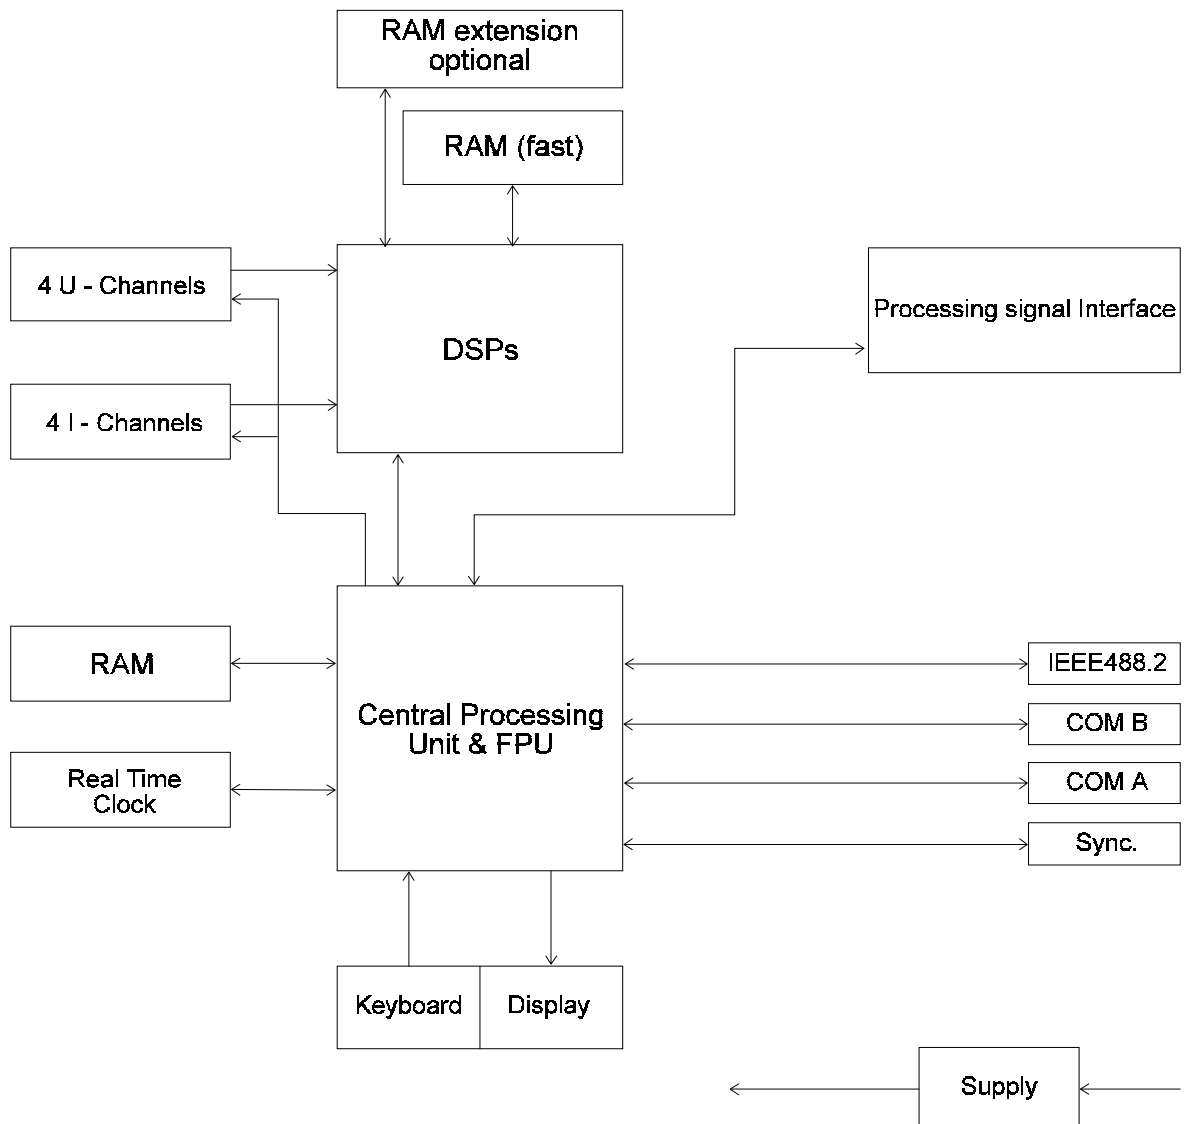 RAM extension
optional
RAM (fast)
4 U - Channels
DSPs
Processing signal Interface
4 I - Channels
RAM
Central Processing
Unit & FPU
Real Time
Clock
IEEE488.2
COM B
COM A
Sync.
Keyboard
Display
Supply